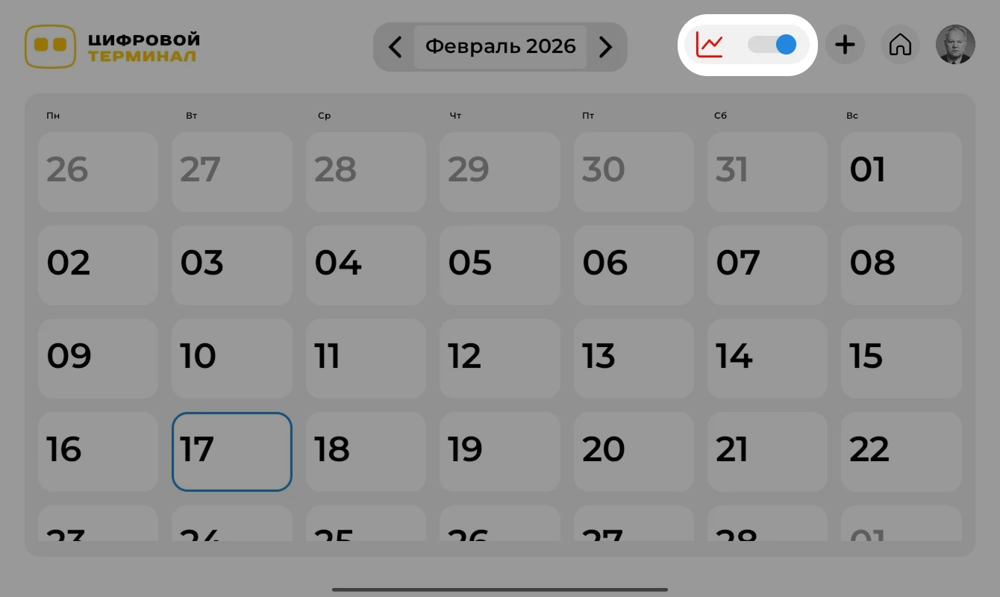 ЦИФРОВОЙ
ТЕРМИНАЛ
Февраль 2026
Пн Вт Ср Чт Пт Сб Вс
26 27 28 29 30 31 01
02 03 04 05 06 07 08
09 10 11 12 13 14 15
16 17 18 19 20 21 22
23 24 25 26 27 28 01